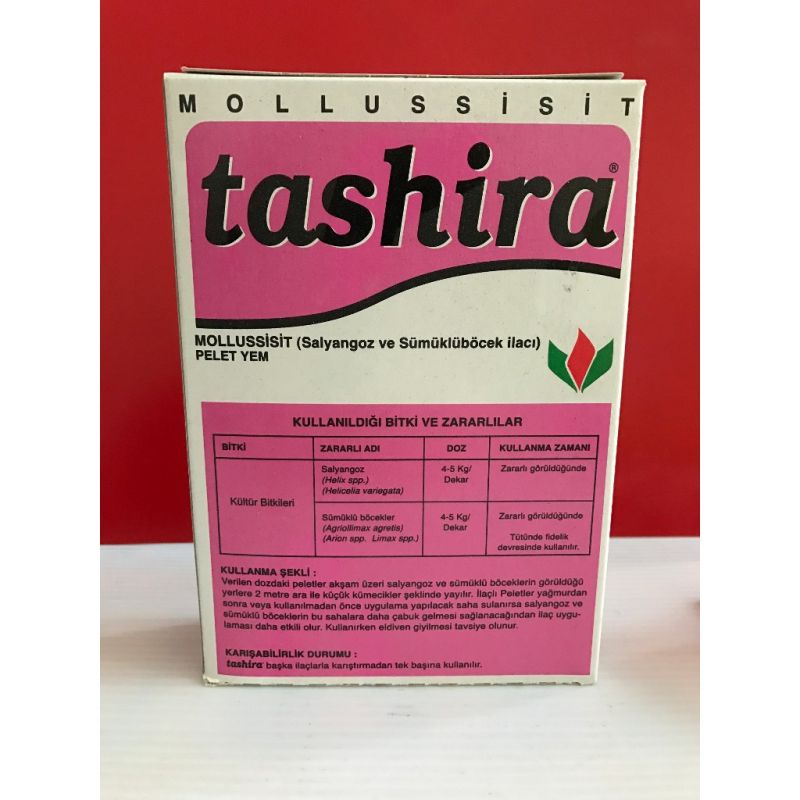 MOLLUSSİSİT
tashira®
MOLLUSSİSİT (Salyangoz ve Sümüklüböcek ilacı)
PELET YEM
KULLANILDIĞI BİTKİ VE ZARARLILAR
BİTKİ ZARARLI ADI DOZ KULLANMA ZAMANI
Kültür Bitkileri
Salyangoz 4-5 Kg/ Zararlı görüldüğünde
(Helix spp.) Dekar
(Helicelia variegata)
Sümüklü böcekler 4-5 Kg/ Zararlı görüldüğünde
(Agriollimax agretis) Dekar
(Arion spp. Limax spp.) Tütünde fidelik
devresinde kullanılır.
KULLANMA ŞEKLİ :
Verilen dozdaki peletler akşam üzeri salyangoz ve sümüklü böceklerin görüldüğü
yerlere 2 metre ara ile küçük kümecikler şeklinde yayılır. İlaçlı Peletler yağmurdan
sonra veya kullanılmadan önce uygulama yapılacak saha sulanırsa salyangoz ve
sümüklü böceklerin bu sahalara daha çabuk gelmesi sağlanacağından ilaç uygu-
laması daha etkili olur. Kullanırken eldiven giyilmesi tavsiye olunur.
KARIŞABİLİRLİK DURUMU :
tashira® başka ilaçlarla karıştırmadan tek başına kullanılır.